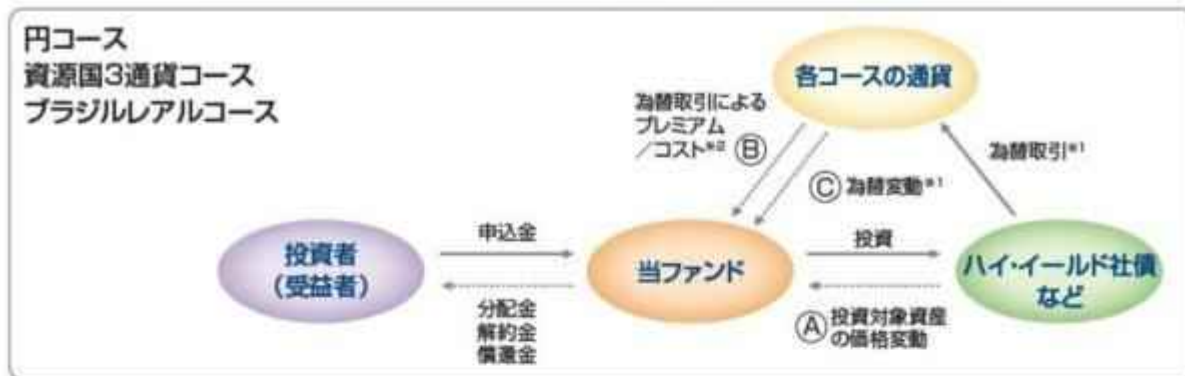 円コース
資源国3通貨コース
ブラジルレアルコース
各コースの通貨
為替取引による
プレミアム
／コスト※2 Ⓑ
Ⓒ 為替変動※1
為替取引※1
投資者
（受益者）
申込金
分配金
解約金
償還金
当ファンド
投資
Ⓐ 投資対象資産
の価格変動
ハイ・イールド社債
など